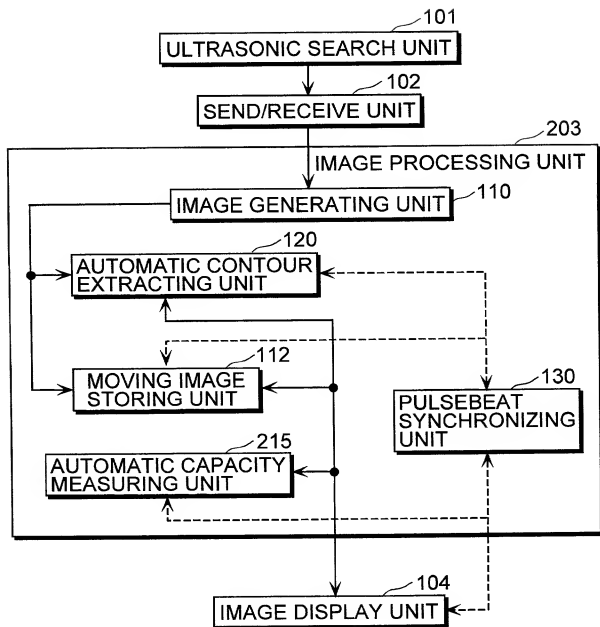 101
ULTRASONIC SEARCH UNIT
102
SEND/RECEIVE UNIT
203
IMAGE PROCESSING UNIT
IMAGE GENERATING UNIT
110
120
AUTOMATIC CONTOUR
EXTRACTING UNIT
112
MOVING IMAGE
STORING UNIT
130
PULSEBEAT
SYNCHRONIZING
UNIT
215
AUTOMATIC CAPACITY
MEASURING UNIT
104
IMAGE DISPLAY UNIT